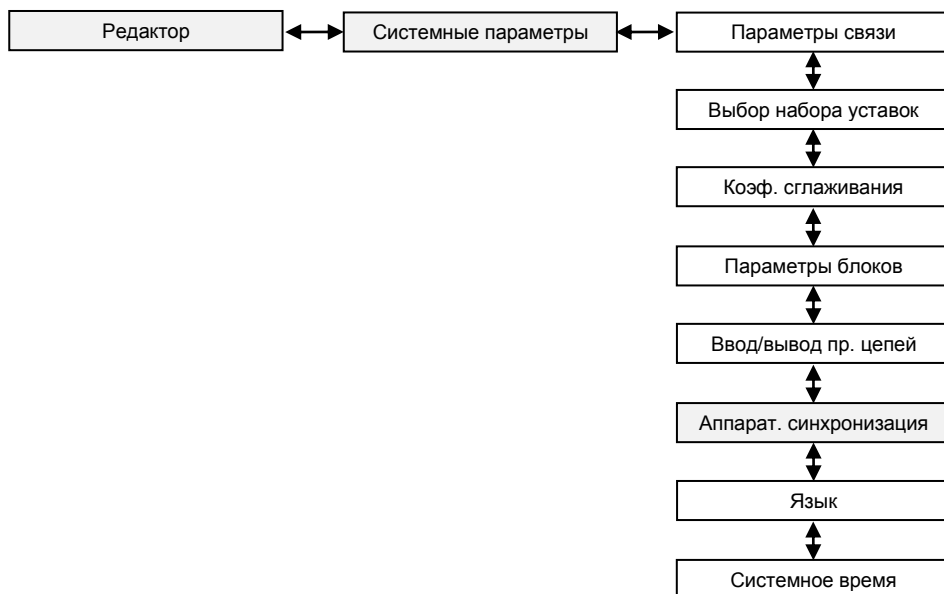 Редактор
Системные параметры
Параметры связи
Выбор набора уставок
Коэф. сглаживания
Параметры блоков
Ввод/вывод пр. цепей
Аппарат. синхронизация
Язык
Системное время